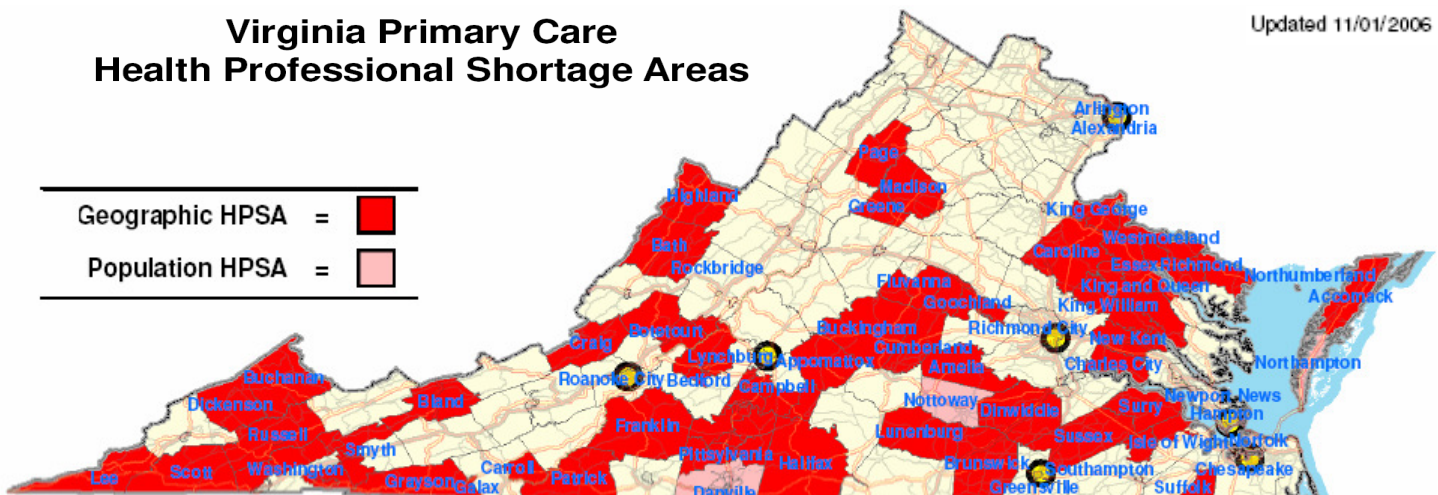 Virginia Primary Care
Health Professional Shortage Areas
Updated 11/01/2006
Geographic HPSA =
Population HPSA =
Arlington
Alexandria
Page
Madison
Greene
Highland
Bath
Rockbridge
King George
Westmoreland
Caroline
Essex Richmond
Northumberland
King and Queen
Accomack
King William
Fluvanna
Goochland
Buckingham
Richmond City
New Kent
Cumberland
Botetourt
Craig
Lynchburg
Appomattox
Amelia
Charles City
Northampton
Roanoke City
Bedford
Campbell
Buchanan
Dickenson
Bland
Nottoway
Dinwiddie
Surry
Newport News
Hampton
Russell
Smyth
Franklin
Lunenburg
Sussex
Isle of Wight
Norfolk
Lee
Scott
Washington
Grayson
Galax
Carroll
Patrick
Pittsylvania
Halifax
Danville
Brunswick
Southampton
Greensville
Chesapeake
Suffolk